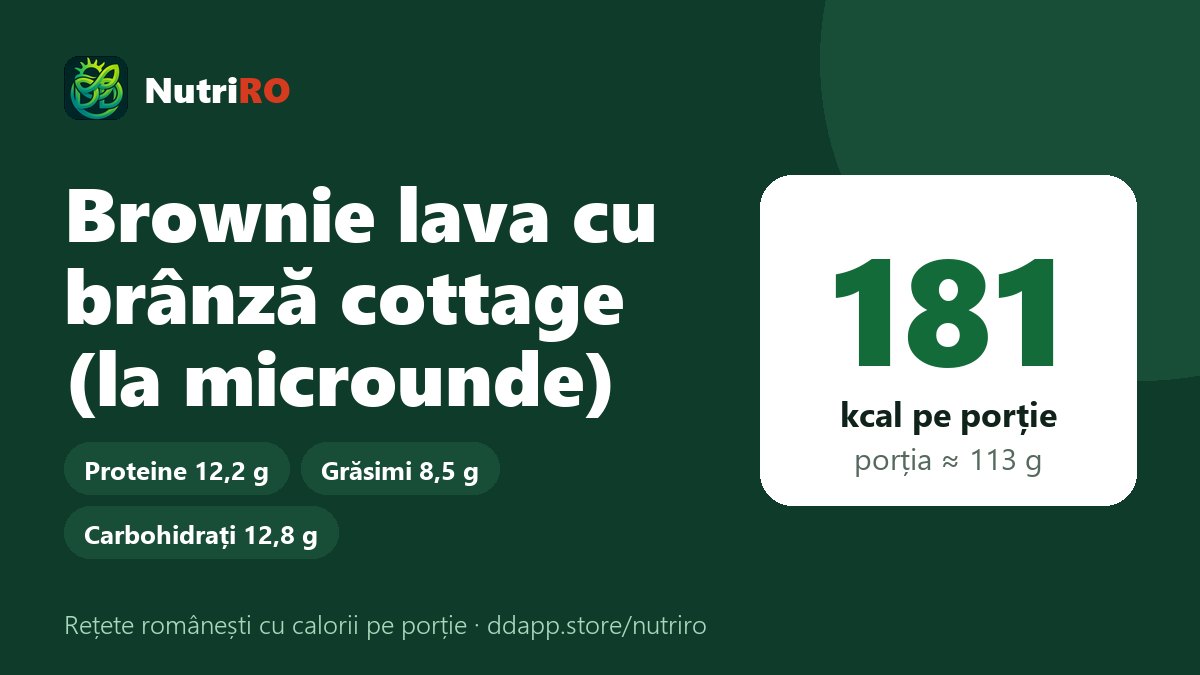 NutriRO
Brownie lava cu
brânză cottage
(la microunde)
Proteine 12,2 g
Grăsimi 8,5 g
Carbohidrați 12,8 g
181
kcal pe porție
porția ≈ 113 g
Rețete românești cu calorii pe porție · ddapp.store/nutriro